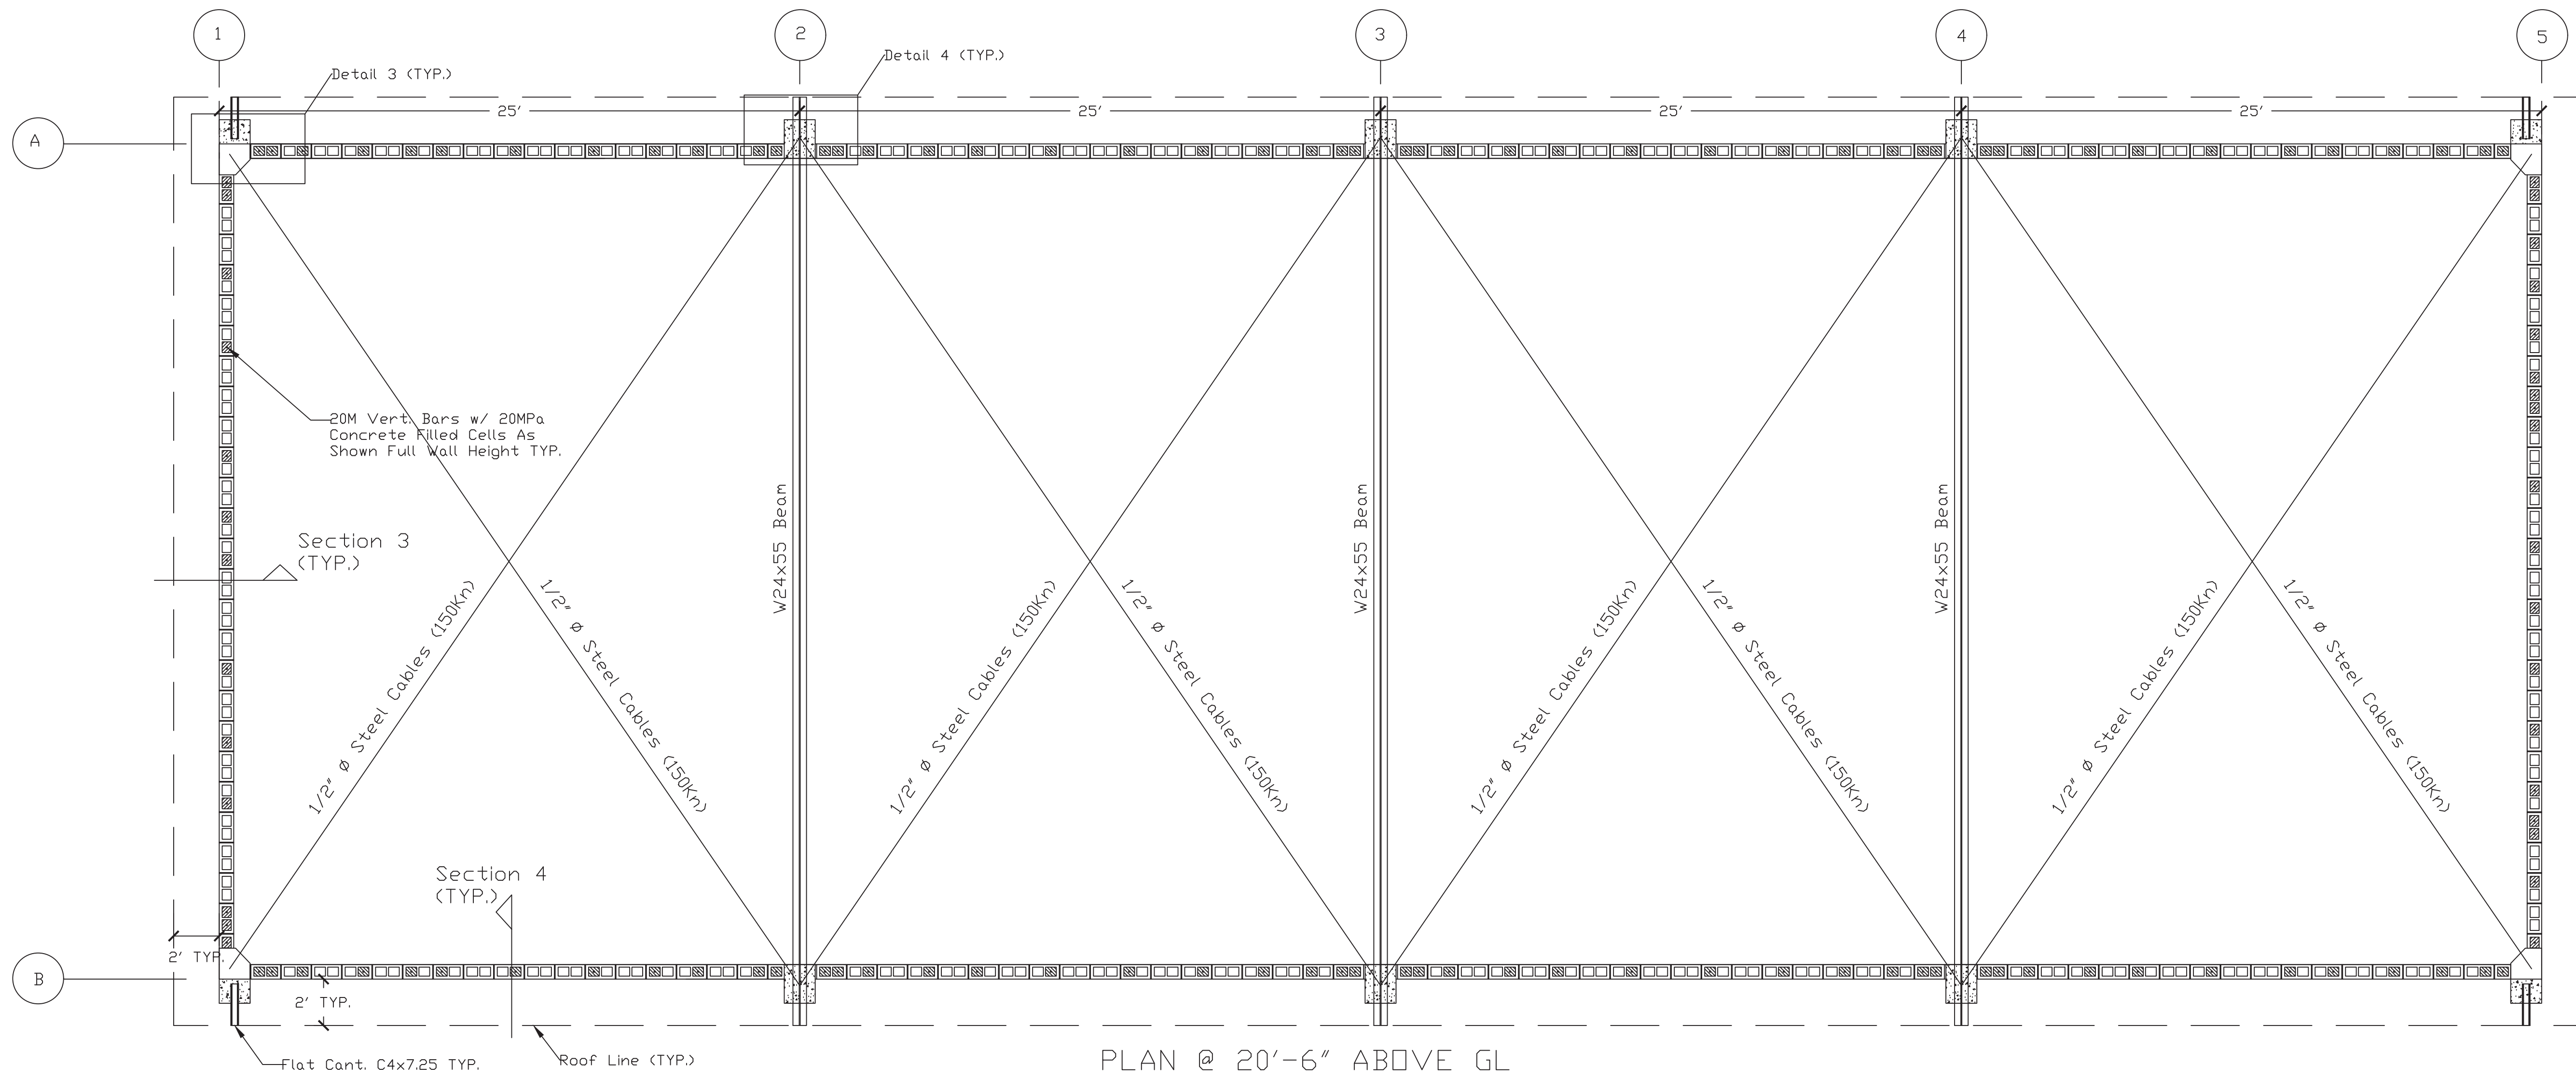 1
2
3
4
5
Detail 3 (TYP.)
Detail 4 (TYP.)
25'
25'
25'
25'
A
20M Vert. Bars w/ 20MPa
Concrete Filled Cells As
Shown Full Wall Height TYP.
Section 3
(TYP.)
W24x55 Beam
W24x55 Beam
W24x55 Beam
1/2" Ø Steel Cables (150Kn)
1/2" Ø Steel Cables (150Kn)
1/2" Ø Steel Cables (150Kn)
1/2" Ø Steel Cables (150Kn)
1/2" Ø Steel Cables (150Kn)
1/2" Ø Steel Cables (150Kn)
1/2" Ø Steel Cables (150Kn)
1/2" Ø Steel Cables (150Kn)
Section 4
(TYP.)
2' TYP.
B
2' TYP.
Flat Cant. C4x7.25 TYP.
Roof Line (TYP.)
PLAN @ 20'-6" ABOVE GL